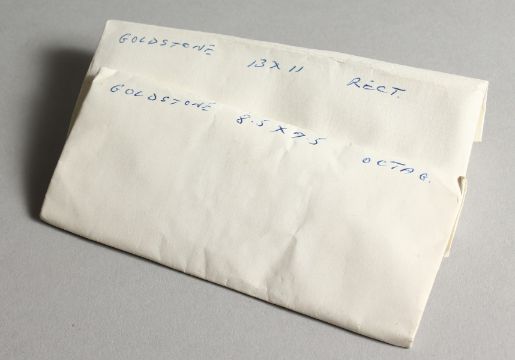 GOLDSTONE 13 X 11 RECT.
GOLDSTONE 8.5 X 7.5 OCTAG.